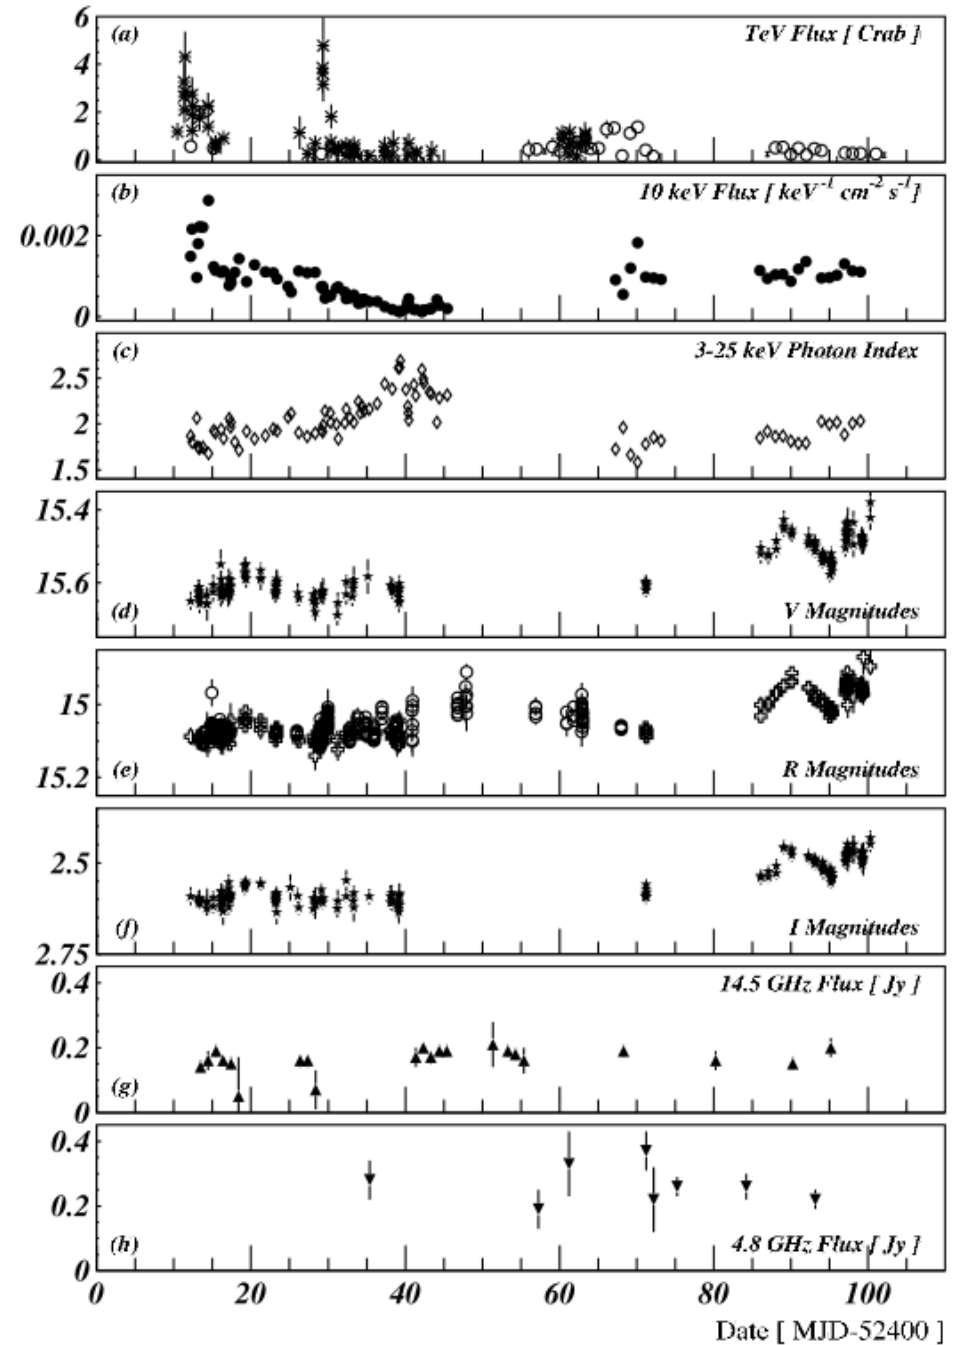 6
(a)
TeV Flux [ Crab ]
4
2
0
(b)
10 keV Flux [ keV⁻¹ cm⁻² s⁻¹]
0.002
0
(c)
3-25 keV Photon Index
2.5
2
1.5
15.4
15.6
(d)
V Magnitudes
15
(e)
R Magnitudes
15.2
2.5
(f)
I Magnitudes
2.75
0.4
14.5 GHz Flux [ Jy ]
0.2
(g)
0
0.4
0.2
(h)
4.8 GHz Flux [ Jy ]
0
0 20 40 60 80 100
Date [ MJD-52400 ]